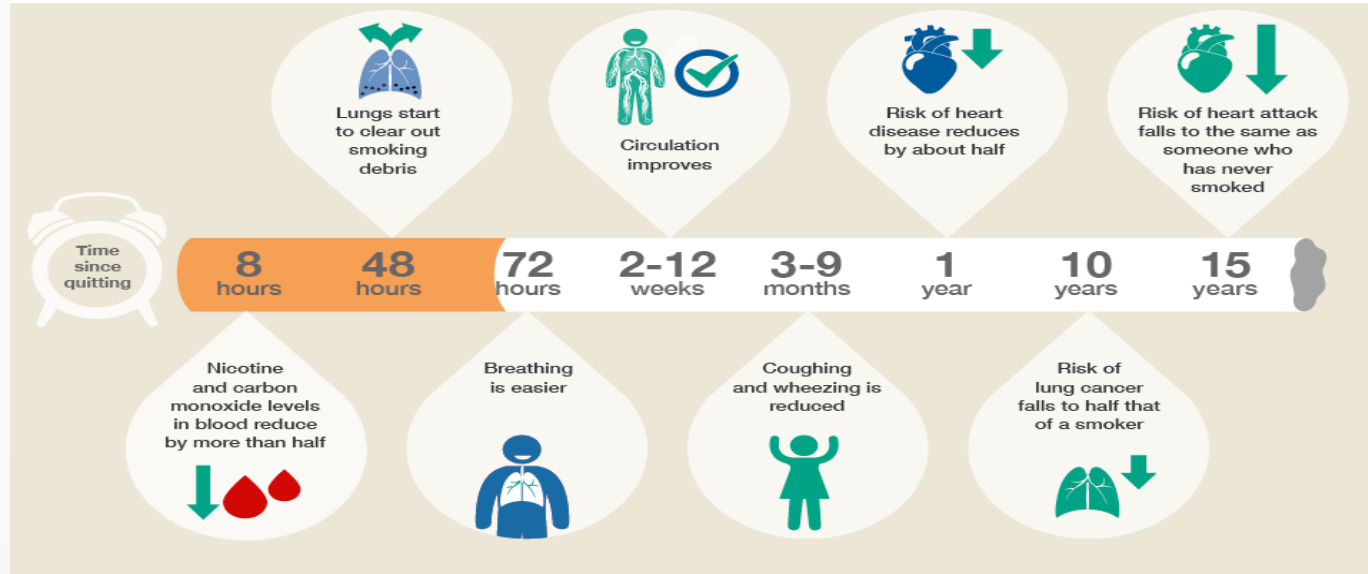 Lungs start
to clear out
smoking
debris
Circulation
improves
Risk of heart
disease reduces
by about half
Risk of heart attack
falls to the same as
someone who
has never
smoked
Time
since
quitting
8
hours
48
hours
72
hours
2-12
weeks
3-9
months
1
year
10
years
15
years
Nicotine
and carbon
monoxide levels
in blood reduce
by more than half
Breathing
is easier
Coughing
and wheezing is
reduced
Risk of
lung cancer
falls to half that
of a smoker